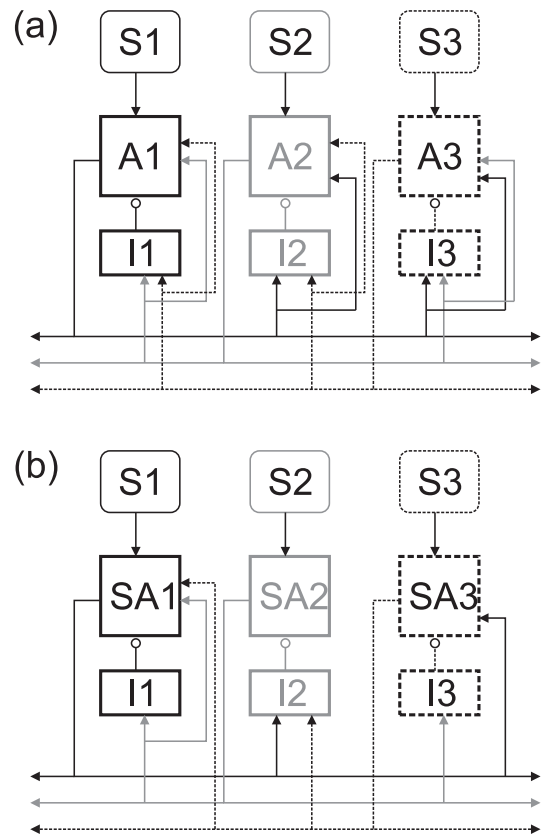 (a)
S1 S2 S3
A1 A2 A3
I1 I2 I3
(b)
S1 S2 S3
SA1 SA2 SA3
I1 I2 I3